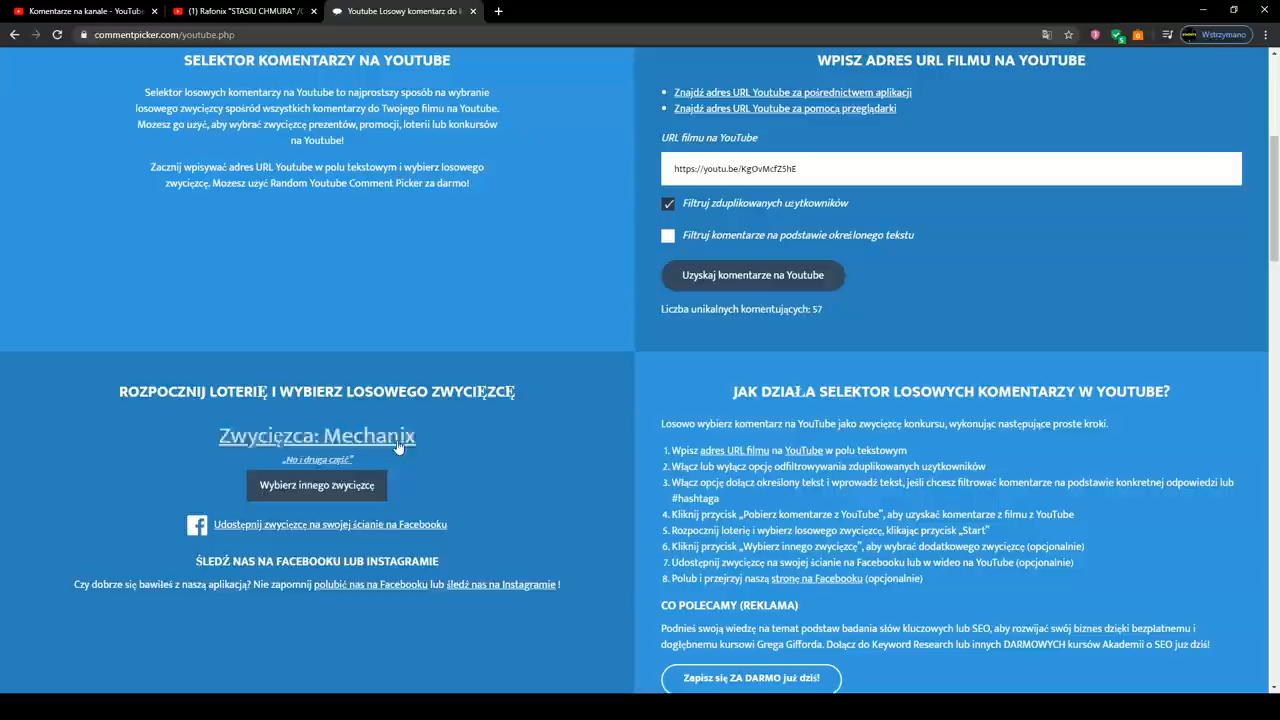 Komentarze na kanale - YouTube
(1) Rafonix "STASIU CHMURA" /C
Youtube Losowy komentarz do k
commentpicker.com/youtube.php
Wstrzymano
SELEKTOR KOMENTARZY NA YOUTUBE
Selektor losowych komentarzy na Youtube to najprostszy sposób na wybranie
losowego zwycięzcy spośród wszystkich komentarzy do Twojego filmu na Youtube.
Możesz go użyć, aby wybrać zwycięzcę prezentów, promocji, loterii lub konkursów
na Youtube!
Zacznij wpisywać adres URL Youtube w polu tekstowym i wybierz losowego
zwycięzcę. Możesz użyć Random Youtube Comment Picker za darmo!
WPISZ ADRES URL FILMU NA YOUTUBE
Znajdź adres URL Youtube za pośrednictwem aplikacji
Znajdź adres URL Youtube za pomocą przeglądarki
URL filmu na YouTube
https://youtu.be/KgOvMcfZ5hE
Filtruj zduplikowanych użytkowników
Filtruj komentarze na podstawie określonego tekstu
Uzyskaj komentarze na Youtube
Liczba unikalnych komentujących: 57
ROZPOCZNIJ LOTERIĘ I WYBIERZ LOSOWEGO ZWYCIĘZCĘ
Zwycięzca: Mechanix
„No i druga część”
Wybierz innego zwycięzcę
Udostępnij zwycięzcę na swojej ścianie na Facebooku
ŚLEDŹ NAS NA FACEBOOKU LUB INSTAGRAMIE
Czy dobrze się bawiłeś z naszą aplikacją? Nie zapomnij polubić nas na Facebooku lub śledź nas na Instagramie !
JAK DZIAŁA SELEKTOR LOSOWYCH KOMENTARZY W YOUTUBE?
Losowo wybierz komentarz na YouTube jako zwycięzcę konkursu, wykonując następujące proste kroki.
1. Wpisz adres URL filmu na YouTube w polu tekstowym
2. Włącz lub wyłącz opcję odfiltrowywania zduplikowanych użytkowników
3. Włącz opcję dołącz określony tekst i wprowadź tekst, jeśli chcesz filtrować komentarze na podstawie konkretnej odpowiedzi lub
#hashtaga
4. Kliknij przycisk „Pobierz komentarze z YouTube”, aby uzyskać komentarze z filmu z YouTube
5. Rozpocznij loterię i wybierz losowego zwycięzcę, klikając przycisk „Start”
6. Kliknij przycisk „Wybierz innego zwycięzcę”, aby wybrać dodatkowego zwycięzcę (opcjonalnie)
7. Udostępnij zwycięzcę na swojej ścianie na Facebooku lub w wideo na YouTube (opcjonalnie)
8. Polub i przejrzyj naszą stronę na Facebooku (opcjonalnie)
CO POLECAMY (REKLAMA)
Podnieś swoją wiedzę na temat podstaw badania słów kluczowych lub SEO, aby rozwijać swój biznes dzięki bezpłatnemu i
dogłębnemu kursowi Grega Gifforda. Dołącz do Keyword Research lub innych DARMOWYCH kursów Akademii o SEO już dziś!
Zapisz się ZA DARMO już dziś!